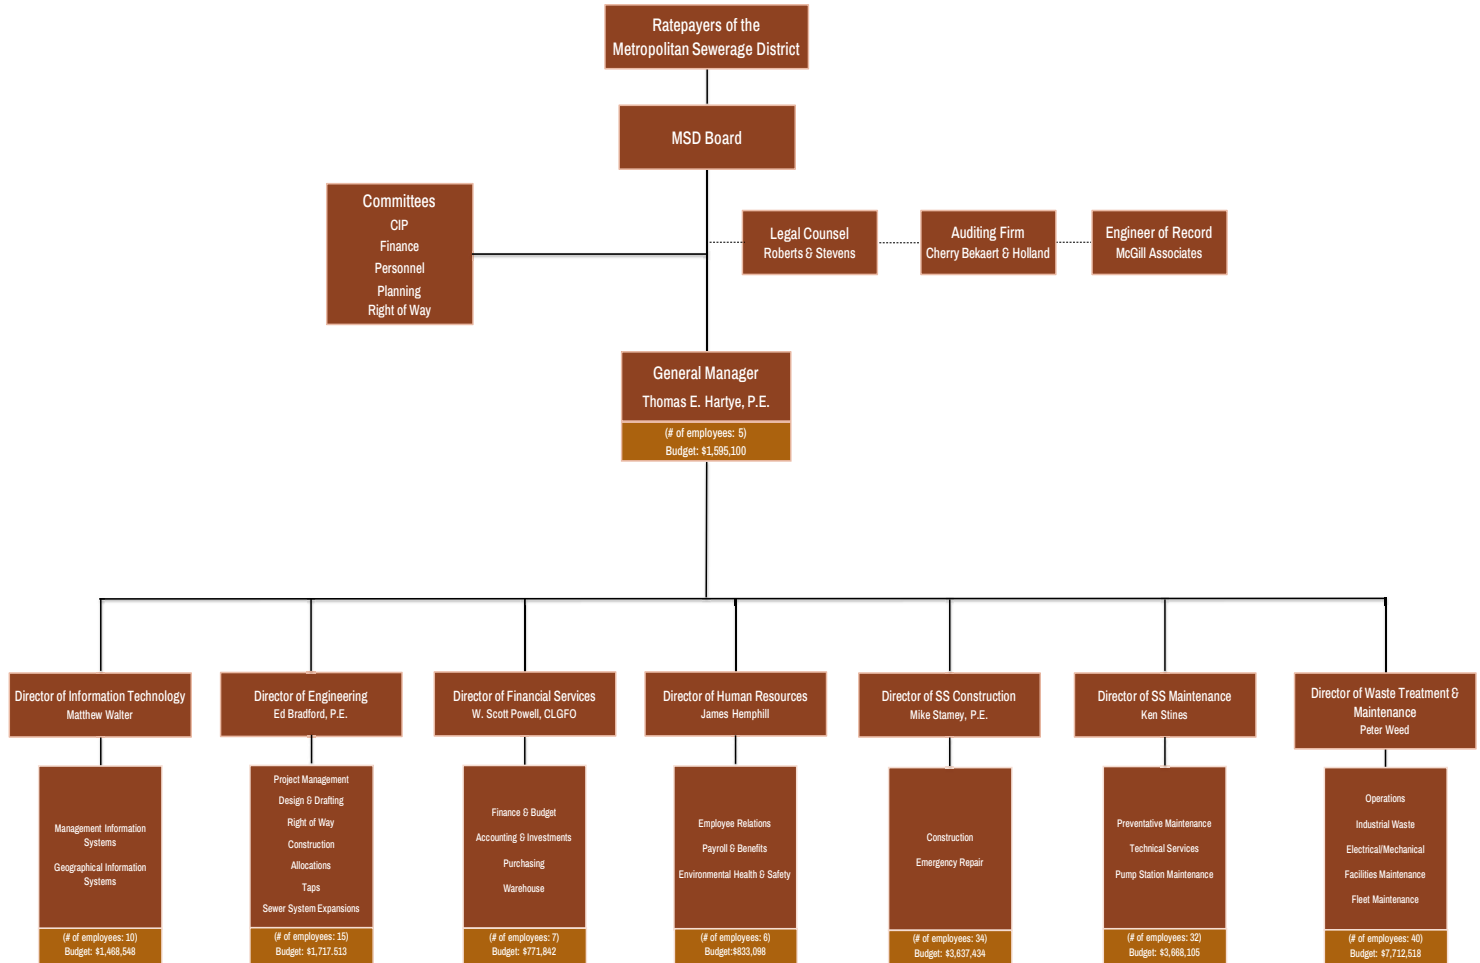 Ratepayers of the
Metropolitan Sewerage District
MSD Board
Committees
CIP
Finance
Personnel
Planning
Right of Way
Legal Counsel
Roberts & Stevens
Auditing Firm
Cherry Bekaert & Holland
Engineer of Record
McGill Associates
General Manager
Thomas E. Hartye, P.E.
(# of employees: 5)
Budget: $1,595,100
Director of Information Technology
Matthew Walter
Management Information
Systems
Geographical Information
Systems
(# of employees: 10)
Budget: $1,468,548
Director of Engineering
Ed Bradford, P.E.
Project Management
Design & Drafting
Right of Way
Construction
Allocations
Taps
Sewer System Expansions
(# of employees: 15)
Budget: $1,717.513
Director of Financial Services
W. Scott Powell, CLGFO
Finance & Budget
Accounting & Investments
Purchasing
Warehouse
(# of employees: 7)
Budget: $771,842
Director of Human Resources
James Hemphill
Employee Relations
Payroll & Benefits
Environmental Health & Safety
(# of employees: 6)
Budget:$833,098
Director of SS Construction
Mike Stamey, P.E.
Construction
Emergency Repair
(# of employees: 34)
Budget: $3,637,434
Director of SS Maintenance
Ken Stines
Preventative Maintenance
Technical Services
Pump Station Maintenance
(# of employees: 32)
Budget: $3,668,105
Director of Waste Treatment &
Maintenance
Peter Weed
Operations
Industrial Waste
Electrical/Mechanical
Facilities Maintenance
Fleet Maintenance
(# of employees: 40)
Budget: $7,712,518